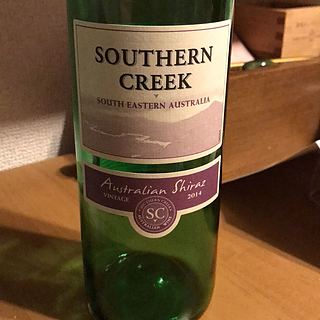 SOUTHERN
CREEK
SOUTH EASTERN AUSTRALIA
Australian Shiraz
VINTAGE 2014
SC